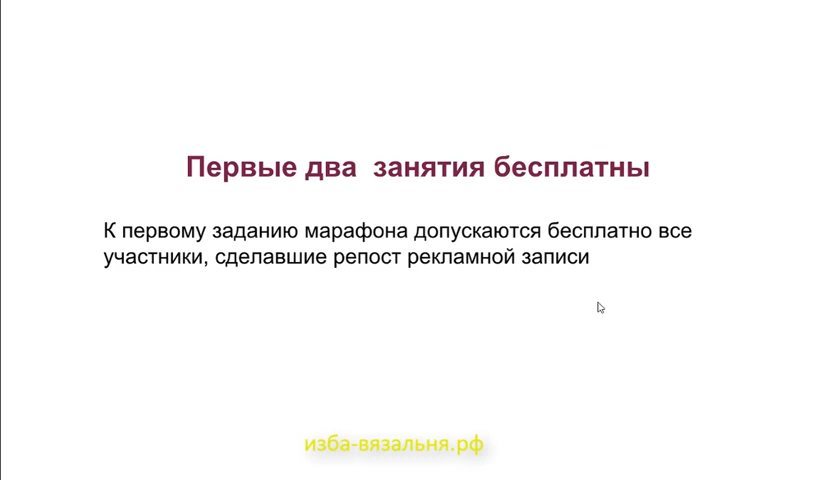 Первые два занятия бесплатны
К первому заданию марафона допускаются бесплатно все
участники, сделавшие репост рекламной записи
изба-вязальня.рф